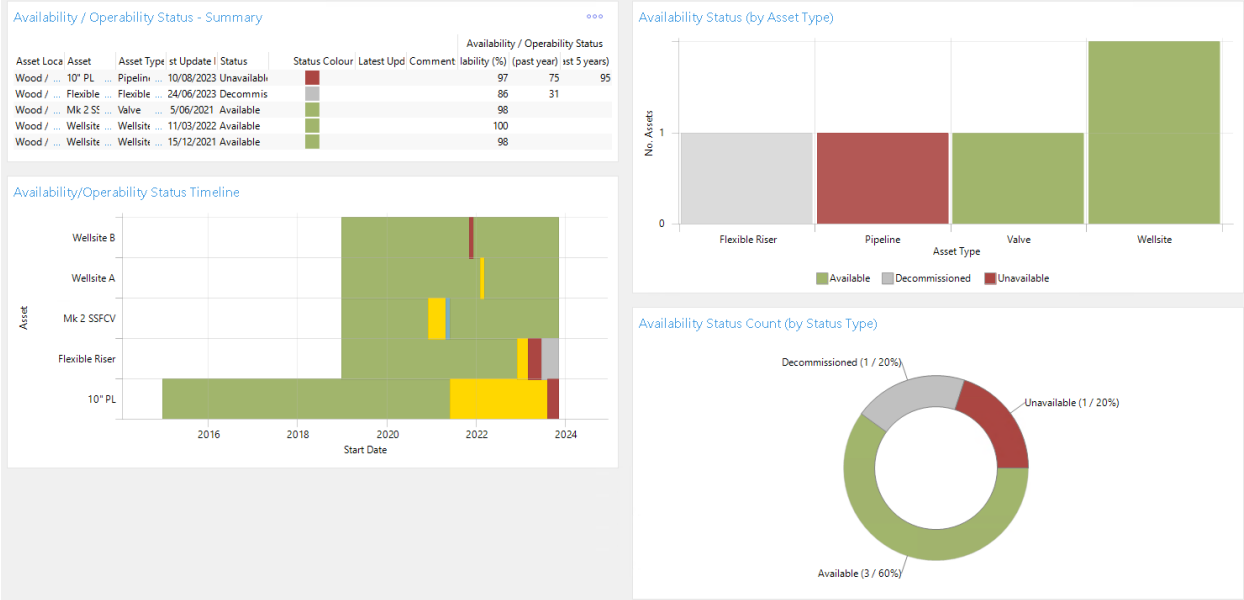 Availability / Operability Status - Summary
Availability / Operability Status
Asset Loca Asset Asset Type st Update I Status Status Colour Latest Upd Comment lability (%) (past year) ast 5 years)
Wood / ... 10" PL ... Pipelin ... 10/08/2023 Unavailabl 97 75 95
Wood / ... Flexible ... Flexible ... 24/06/2023 Decommis 86 31
Wood / ... Mk 2 SS ... Valve ... 5/06/2021 Available 98
Wood / ... Wellsite ... Wellsite ... 11/03/2022 Available 100
Wood / ... Wellsite ... Wellsite ... 15/12/2021 Available 98
Availability/Operability Status Timeline
Asset
Wellsite B
Wellsite A
Mk 2 SSFCV
Flexible Riser
10" PL
2016 2018 2020 2022 2024
Start Date
Availability Status (by Asset Type)
No. Assets
1
0
Flexible Riser Pipeline Valve Wellsite
Asset Type
Available Decommissioned Unavailable
Availability Status Count (by Status Type)
Decommissioned (1 / 20%)
Unavailable (1 / 20%)
Available (3 / 60%)